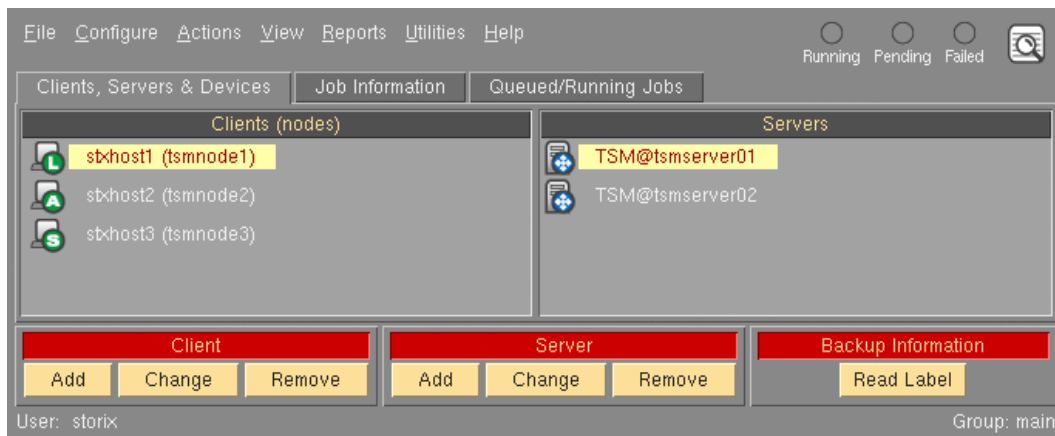 File Configure Actions View Reports Utilities Help
Running Pending Failed
Clients, Servers & Devices Job Information Queued/Running Jobs
Clients (nodes) Servers
L stxhost1 (tsmnode1) TSM@tsmserver01
A stxhost2 (tsmnode2) TSM@tsmserver02
S stxhost3 (tsmnode3)
Client Server Backup Information
Add Change Remove Add Change Remove Read Label
User: storix Group: main